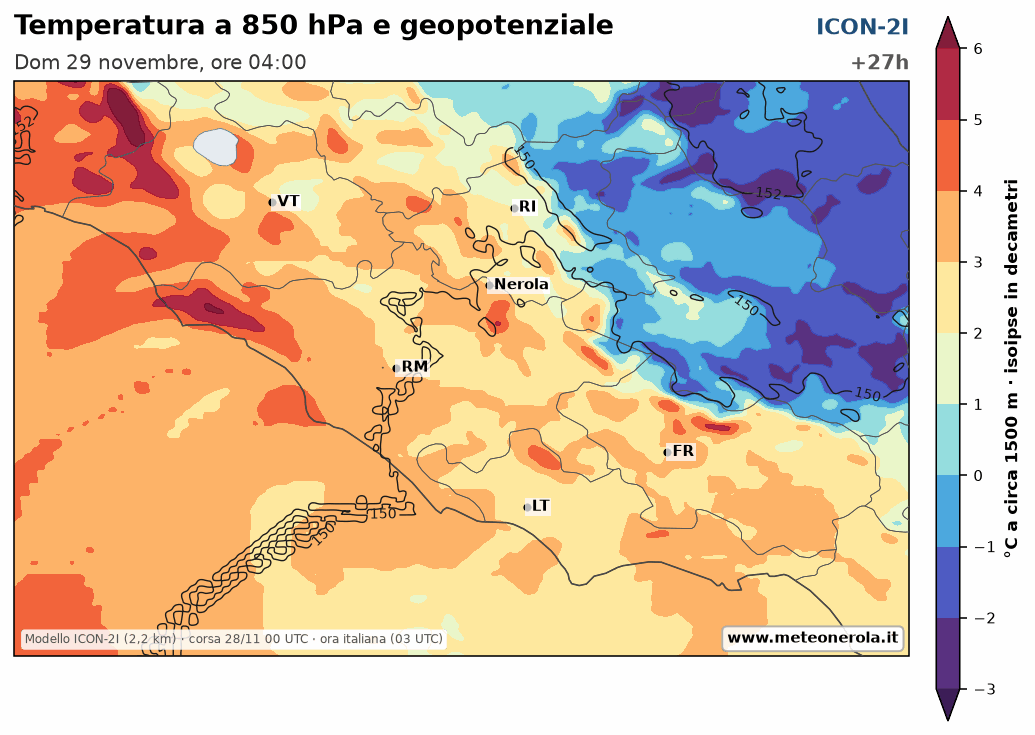 Temperatura a 850 hPa e geopotenziale
ICON-2I
Dom 29 novembre, ore 04:00
+27h
152
150
152
VT
RI
Nerola
150
RM
150
FR
LT
150
150
Modello ICON-2I (2,2 km) · corsa 28/11 00 UTC · ora italiana (03 UTC)
www.meteonerola.it
6
5
4
3
2
1
0
−1
−2
−3
°C a circa 1500 m · isoipse in decametri